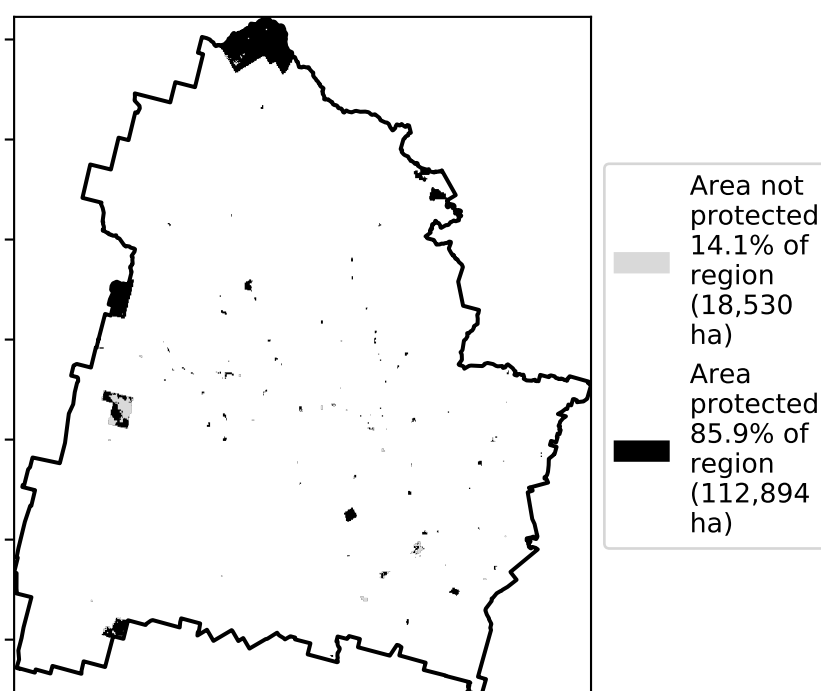 Area not
protected
14.1% of
region
(18,530
ha)
Area
protected
85.9% of
region
(112,894
ha)